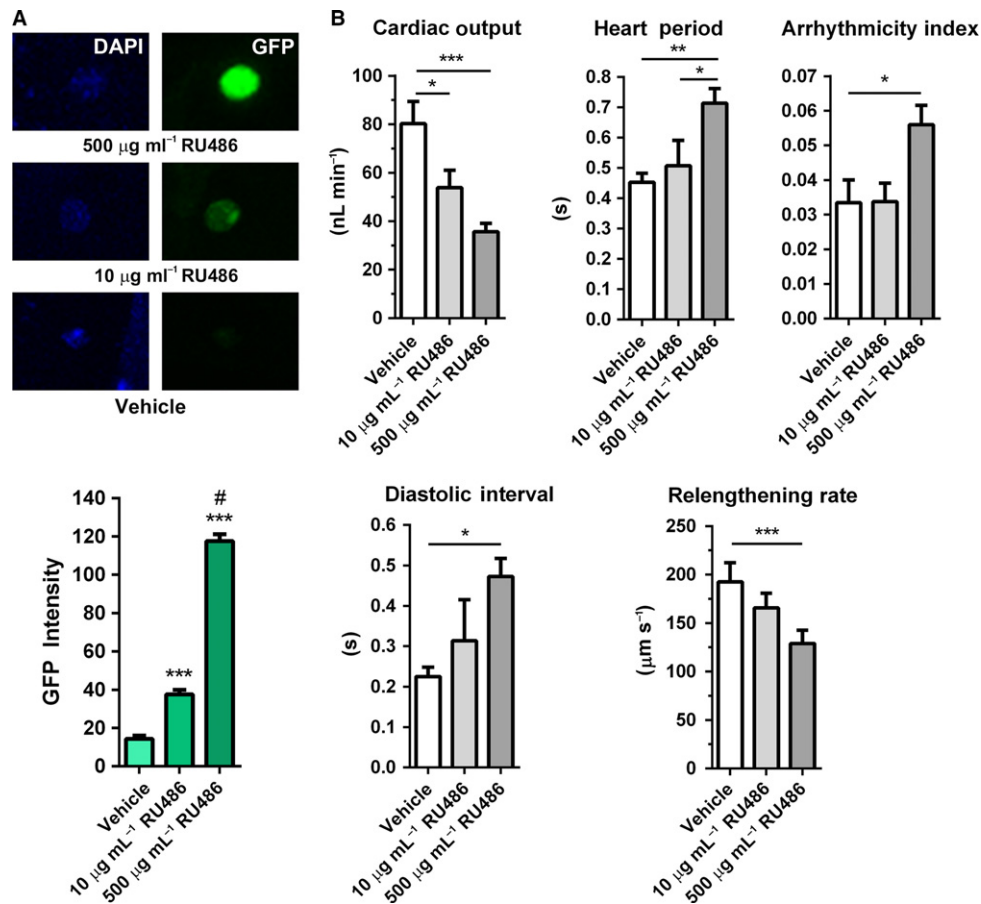 A
DAPI
GFP
500 μg ml⁻¹ RU486
10 μg ml⁻¹ RU486
Vehicle
GFP Intensity
140
120
100
80
60
40
20
0
***
#
***
Vehicle
10 μg mL⁻¹ RU486
500 μg mL⁻¹ RU486
B
Cardiac output
(nL min⁻¹)
100
80
60
40
20
0
***
*
Vehicle
10 μg mL⁻¹ RU486
500 μg mL⁻¹ RU486
Heart period
(s)
0.8
0.7
0.6
0.5
0.4
0.3
0.2
0.1
0.0
**
*
Vehicle
10 μg mL⁻¹ RU486
500 μg mL⁻¹ RU486
Arrhythmicity index
0.07
0.06
0.05
0.04
0.03
0.02
0.01
0.00
*
Vehicle
10 μg mL⁻¹ RU486
500 μg mL⁻¹ RU486
Diastolic interval
(s)
0.6
0.5
0.4
0.3
0.2
0.1
0.0
*
Vehicle
10 μg mL⁻¹ RU486
500 μg mL⁻¹ RU486
Relengthening rate
(μm s⁻¹)
250
200
150
100
50
0
***
Vehicle
10 μg mL⁻¹ RU486
500 μg mL⁻¹ RU486